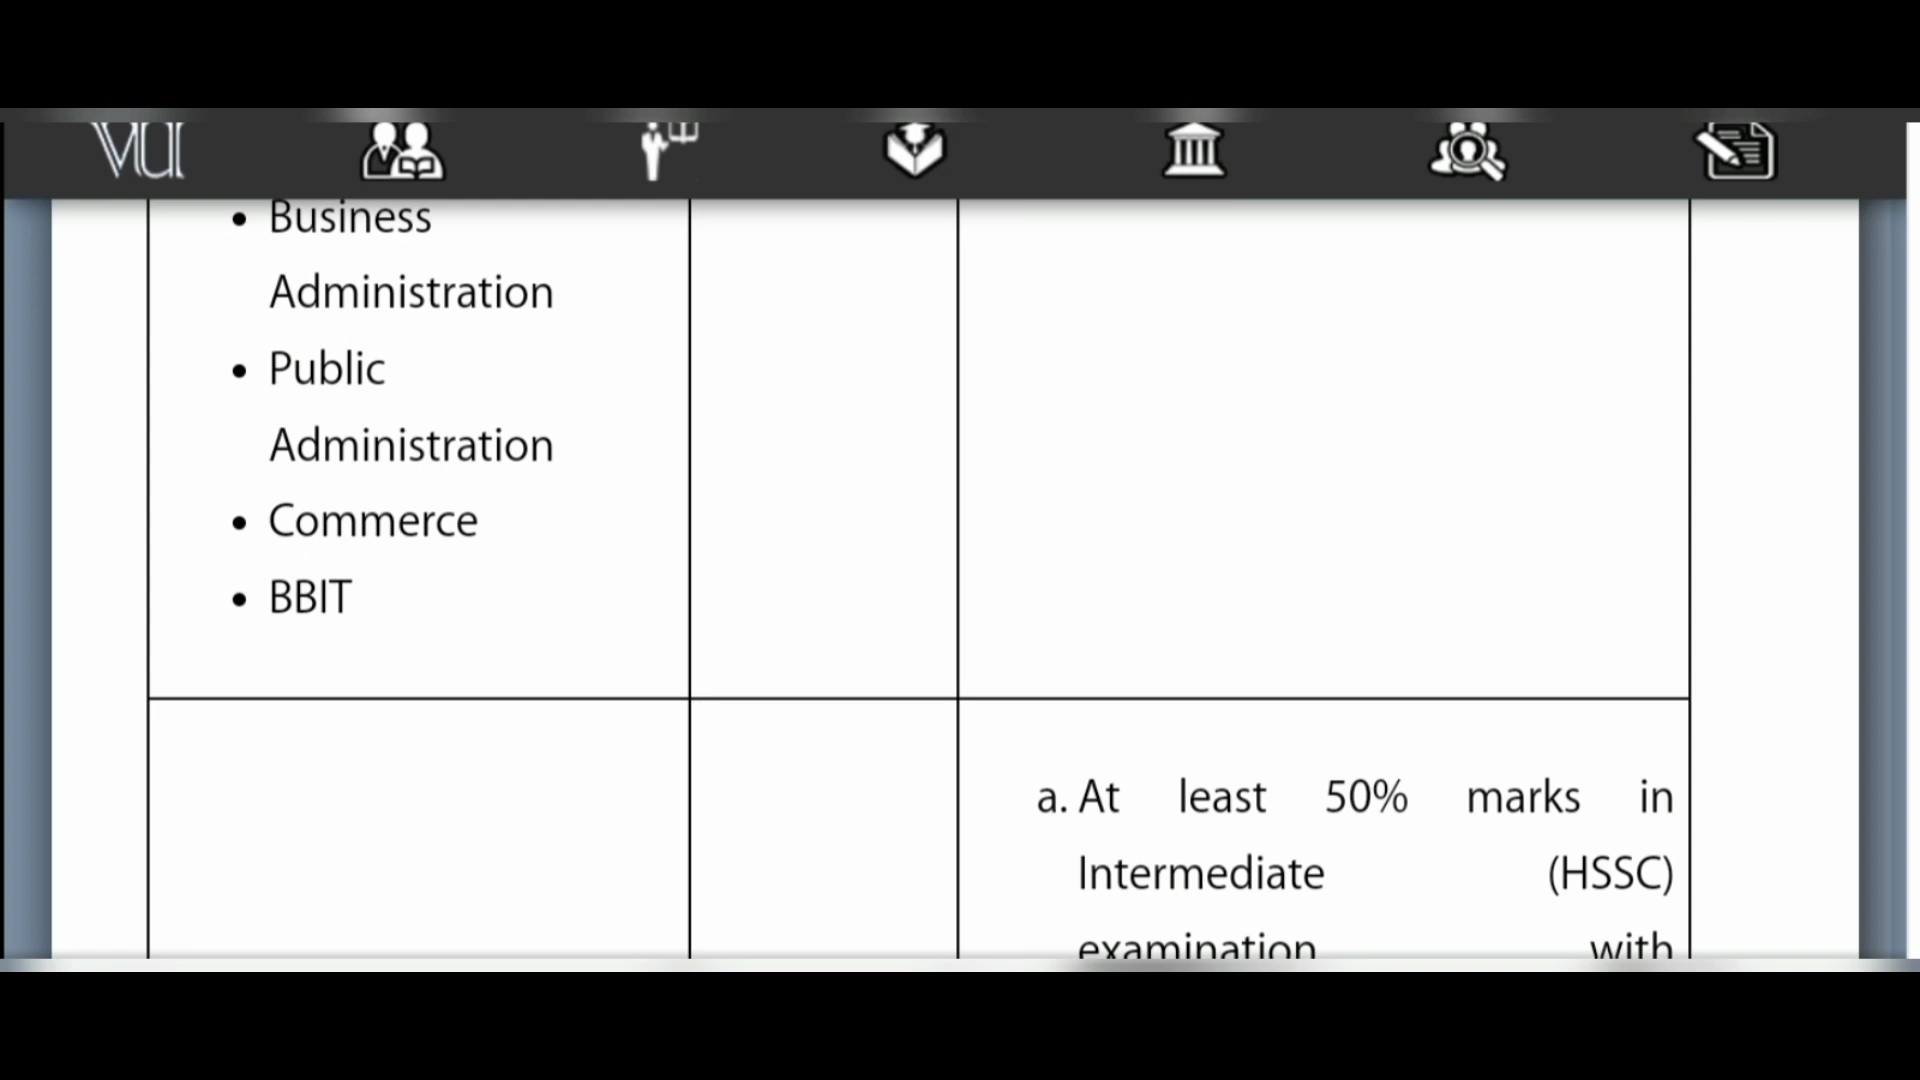 VU
• Business
Administration
• Public
Administration
• Commerce
• BBIT
a. At least 50% marks in
Intermediate (HSSC)
examination with